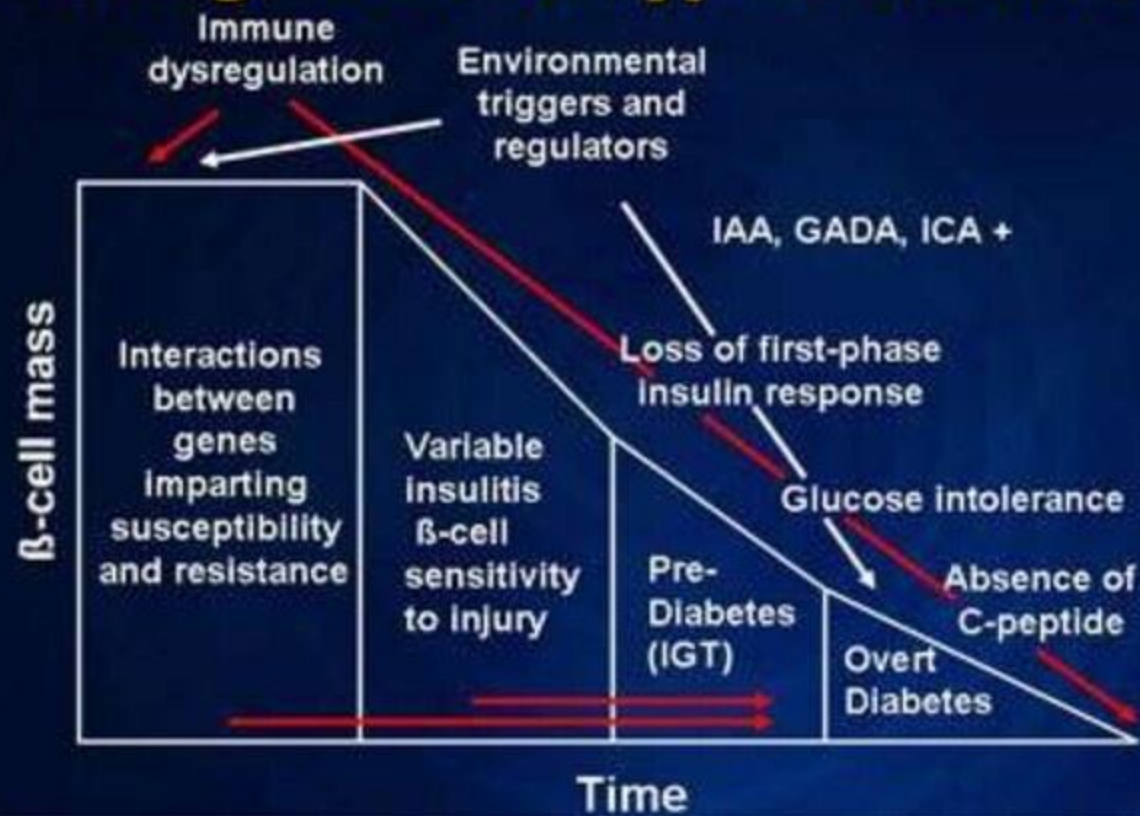 Immune
dysregulation
Environmental
triggers and
regulators
IAA, GADA, ICA +
Loss of first-phase
insulin response
Glucose intolerance
Absence of
C-peptide
ß-cell mass
Interactions
between
genes
imparting
susceptibility
and resistance
Variable
insulitis
ß-cell
sensitivity
to injury
Pre-
Diabetes
(IGT)
Overt
Diabetes
Time